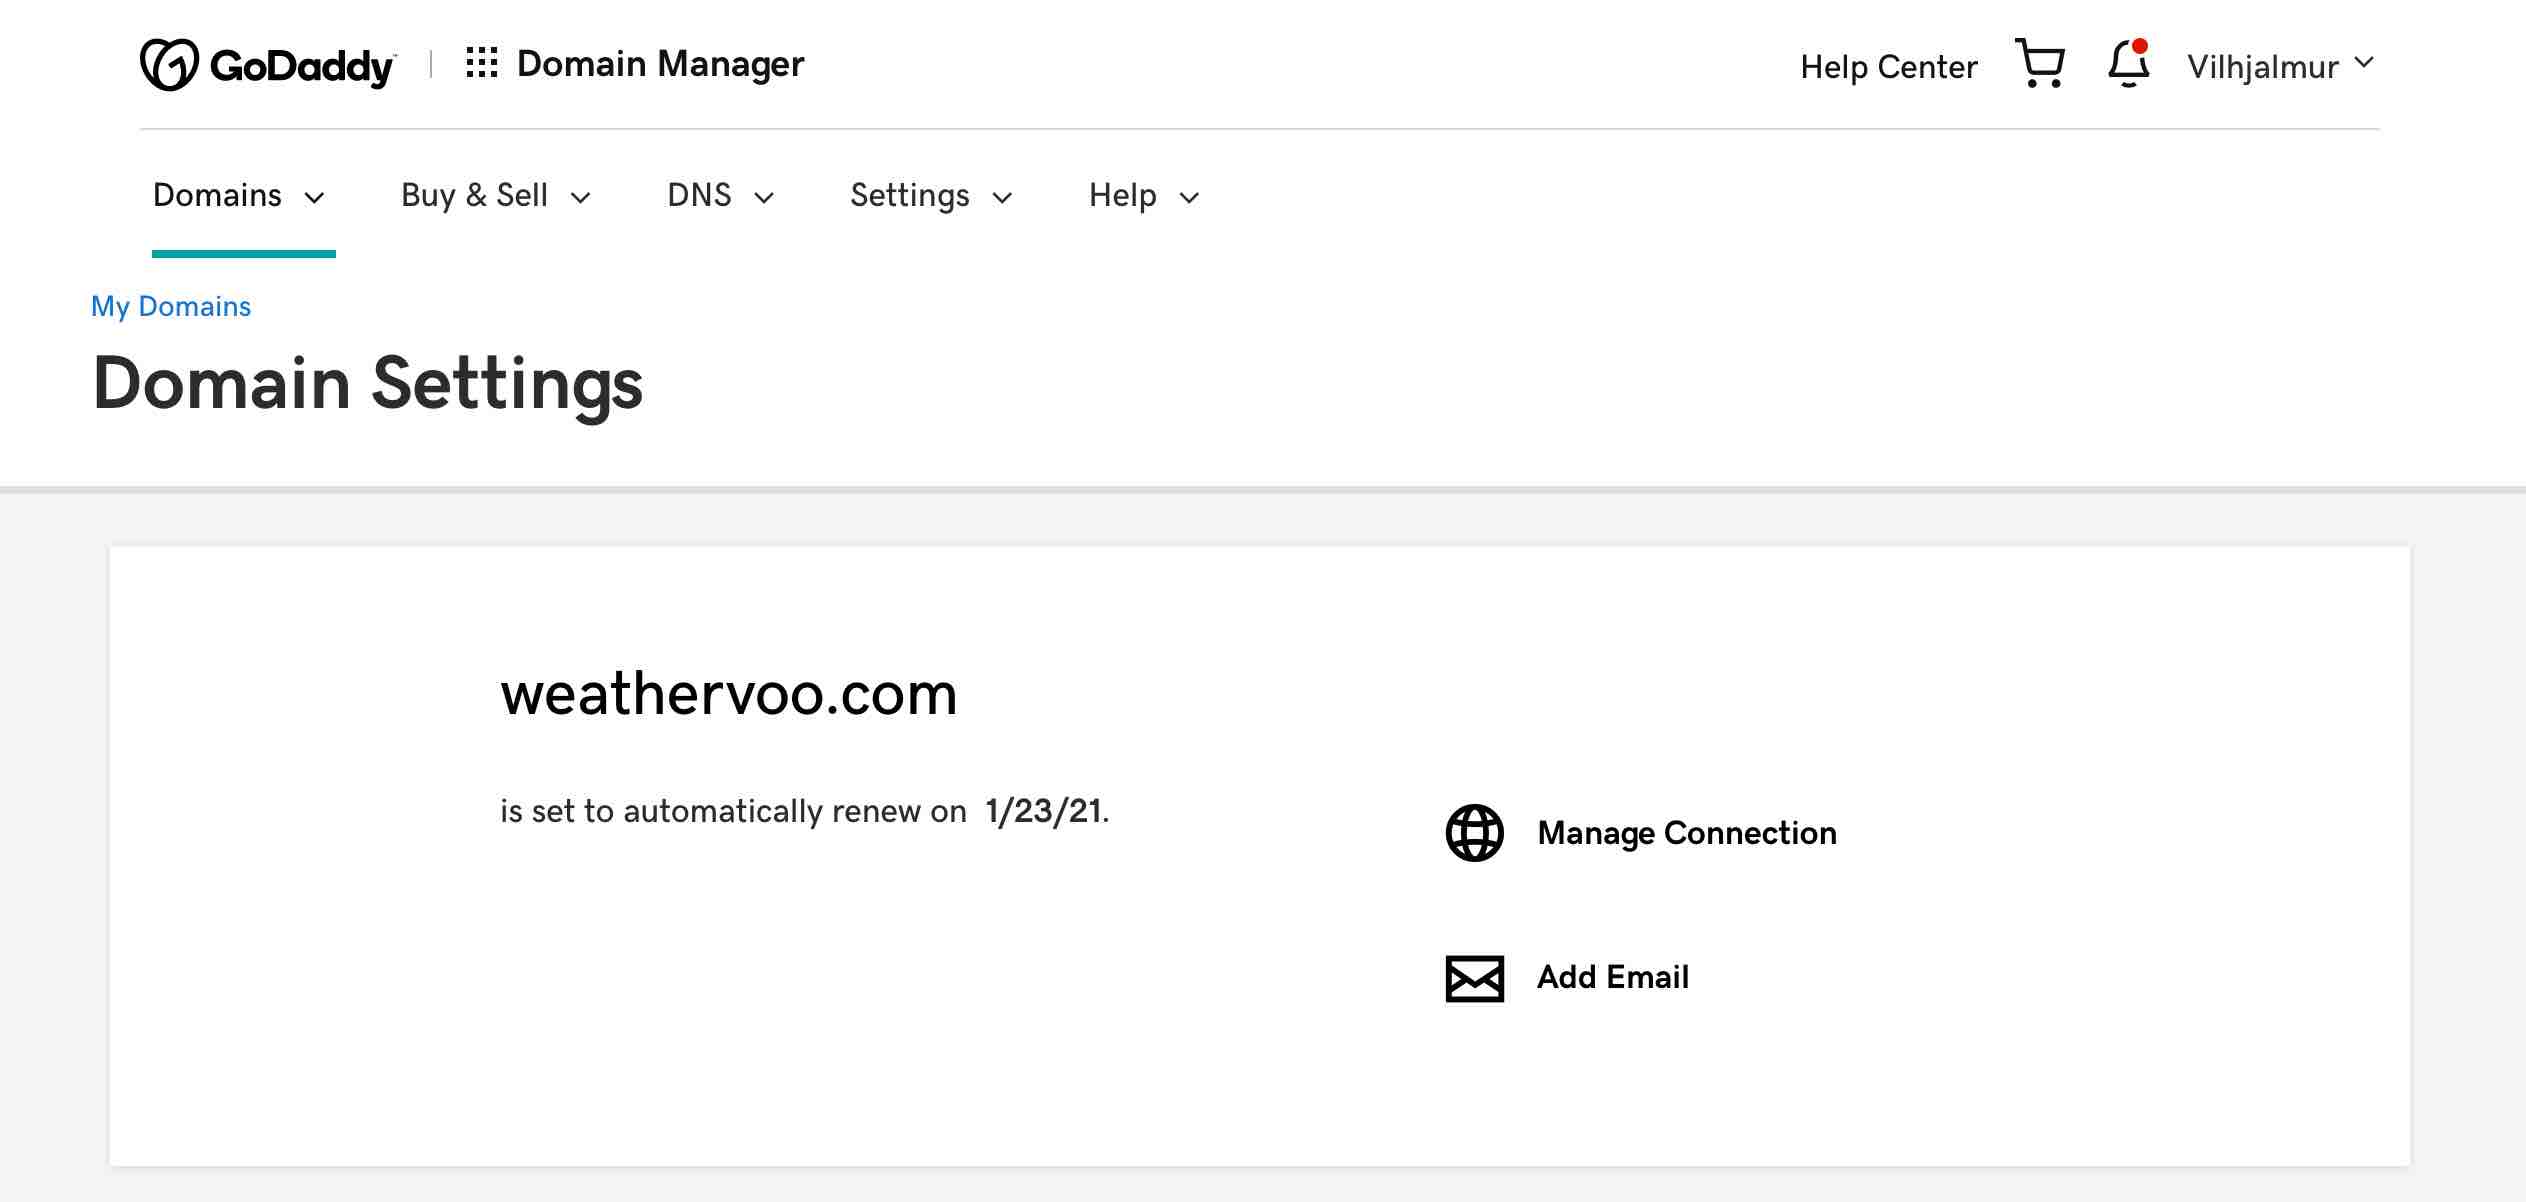 GoDaddy™ Domain Manager Help Center Vilhjalmur
Domains Buy & Sell DNS Settings Help
My Domains
Domain Settings
weathervoo.com
is set to automatically renew on 1/23/21.
Manage Connection
Add Email